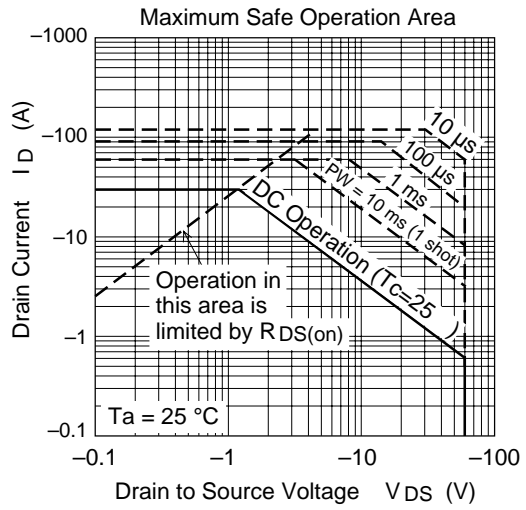 Maximum Safe Operation Area
–1000
–100
–10
–1
–0.1
Drain Current I D (A)
10 µs
100 µs
1 ms
PW = 10 ms (1 shot)
DC Operation (Tc=25 )
Operation in
this area is
limited by R DS(on)
Ta = 25 °C
–0.1 –1 –10 –100
Drain to Source Voltage V DS (V)